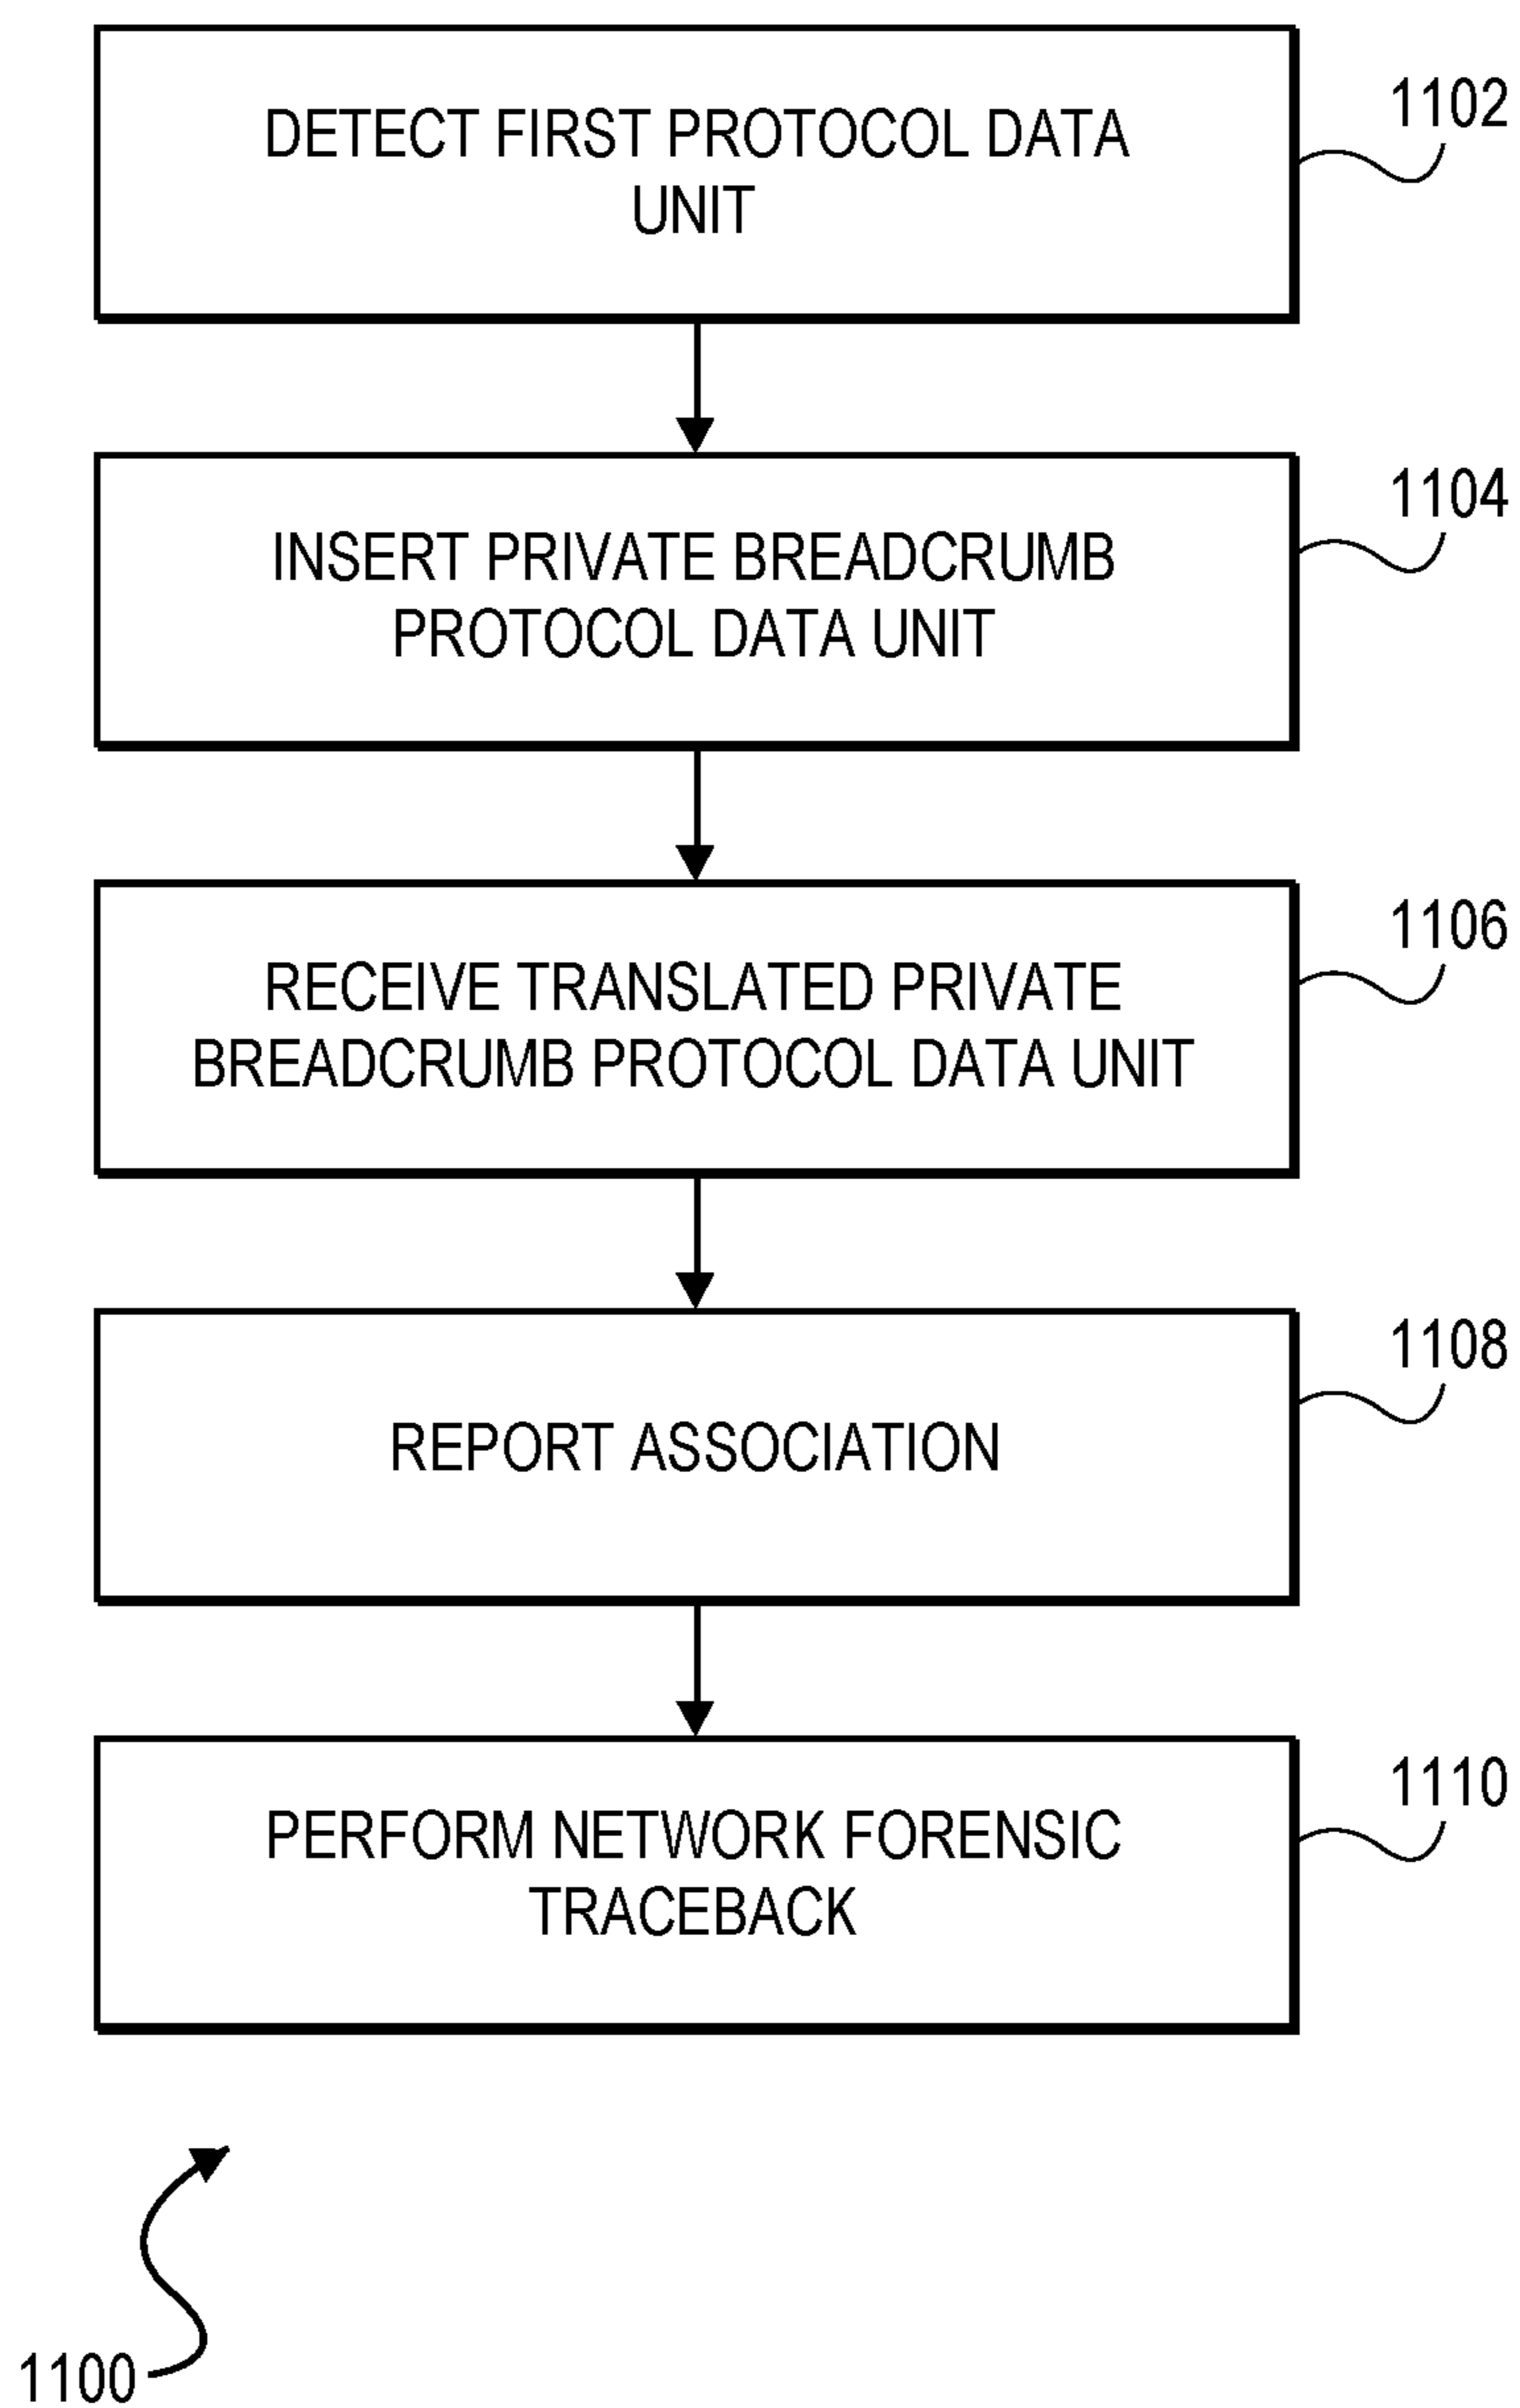 DETECT FIRST PROTOCOL DATA
UNIT
1102
INSERT PRIVATE BREADCRUMB
PROTOCOL DATA UNIT
1104
RECEIVE TRANSLATED PRIVATE
BREADCRUMB PROTOCOL DATA UNIT
1106
REPORT ASSOCIATION
1108
PERFORM NETWORK FORENSIC
TRACEBACK
1110
1100